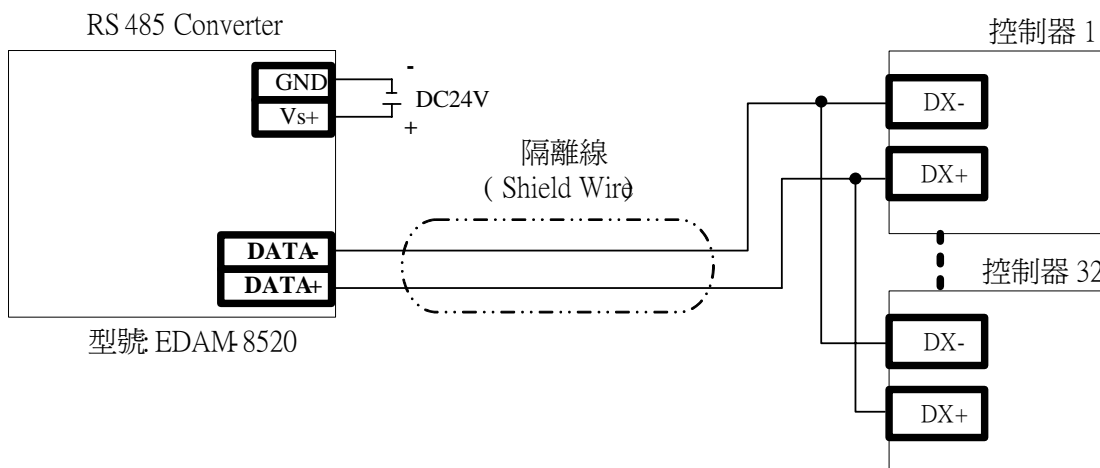 RS 485 Converter
控制器 1
GND
-
DC24V
Vs+
+
DX-
隔離線
( Shield Wire)
DX+
DATA-
DATA+
控制器 32
型號: EDAM-8520
DX-
DX+